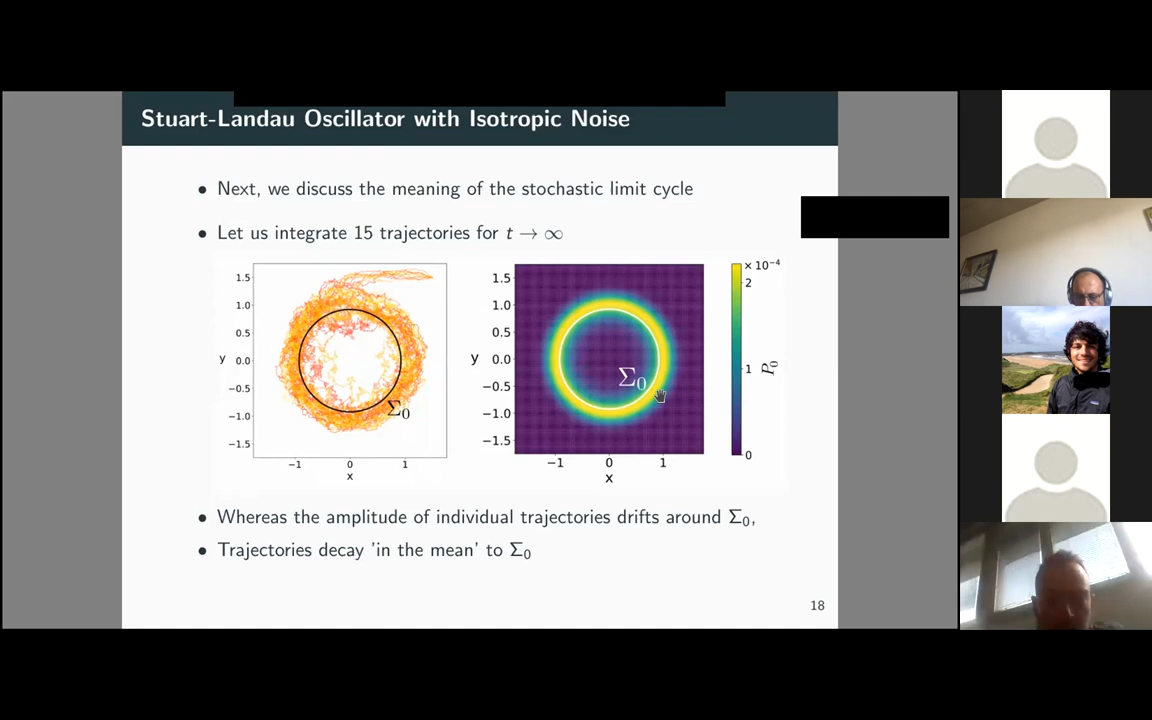 Stuart-Landau Oscillator with Isotropic Noise
• Next, we discuss the meaning of the stochastic limit cycle
• Let us integrate 15 trajectories for t → ∞
1.5
1.0
0.5
y 0.0
−0.5
−1.0
−1.5
−1 0 1
x
Σ0
1.5
1.0
0.5
y 0.0
−0.5
−1.0
−1.5
−1 0 1
x
Σ0
×10⁻⁴
2
1
0
P0
• Whereas the amplitude of individual trajectories drifts around Σ0,
• Trajectories decay 'in the mean' to Σ0
18